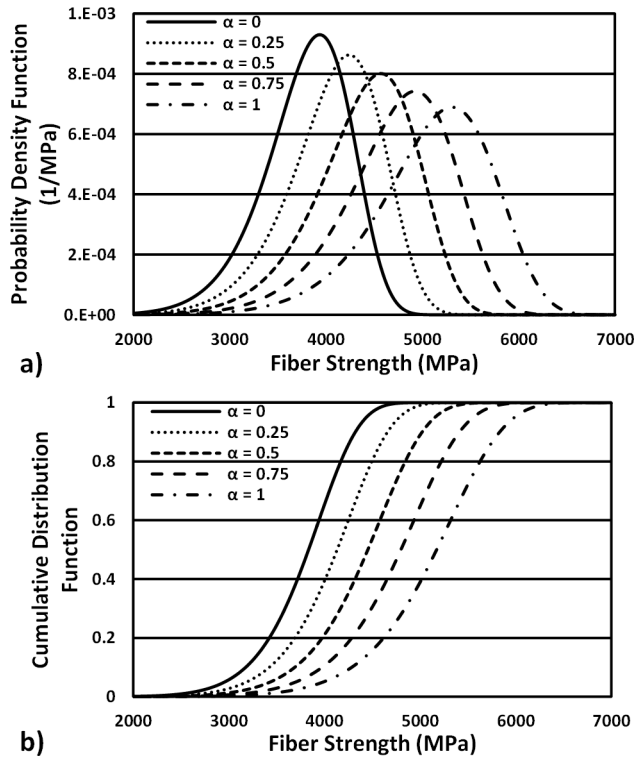 1.E-03
8.E-04
6.E-04
4.E-04
2.E-04
0.E+00
Probability Density Function
(1/MPa)
α = 0
α = 0.25
α = 0.5
α = 0.75
α = 1
2000 3000 4000 5000 6000 7000
Fiber Strength (MPa)
a)
1
0.8
0.6
0.4
0.2
0
Cumulative Distribution
Function
α = 0
α = 0.25
α = 0.5
α = 0.75
α = 1
2000 3000 4000 5000 6000 7000
Fiber Strength (MPa)
b)